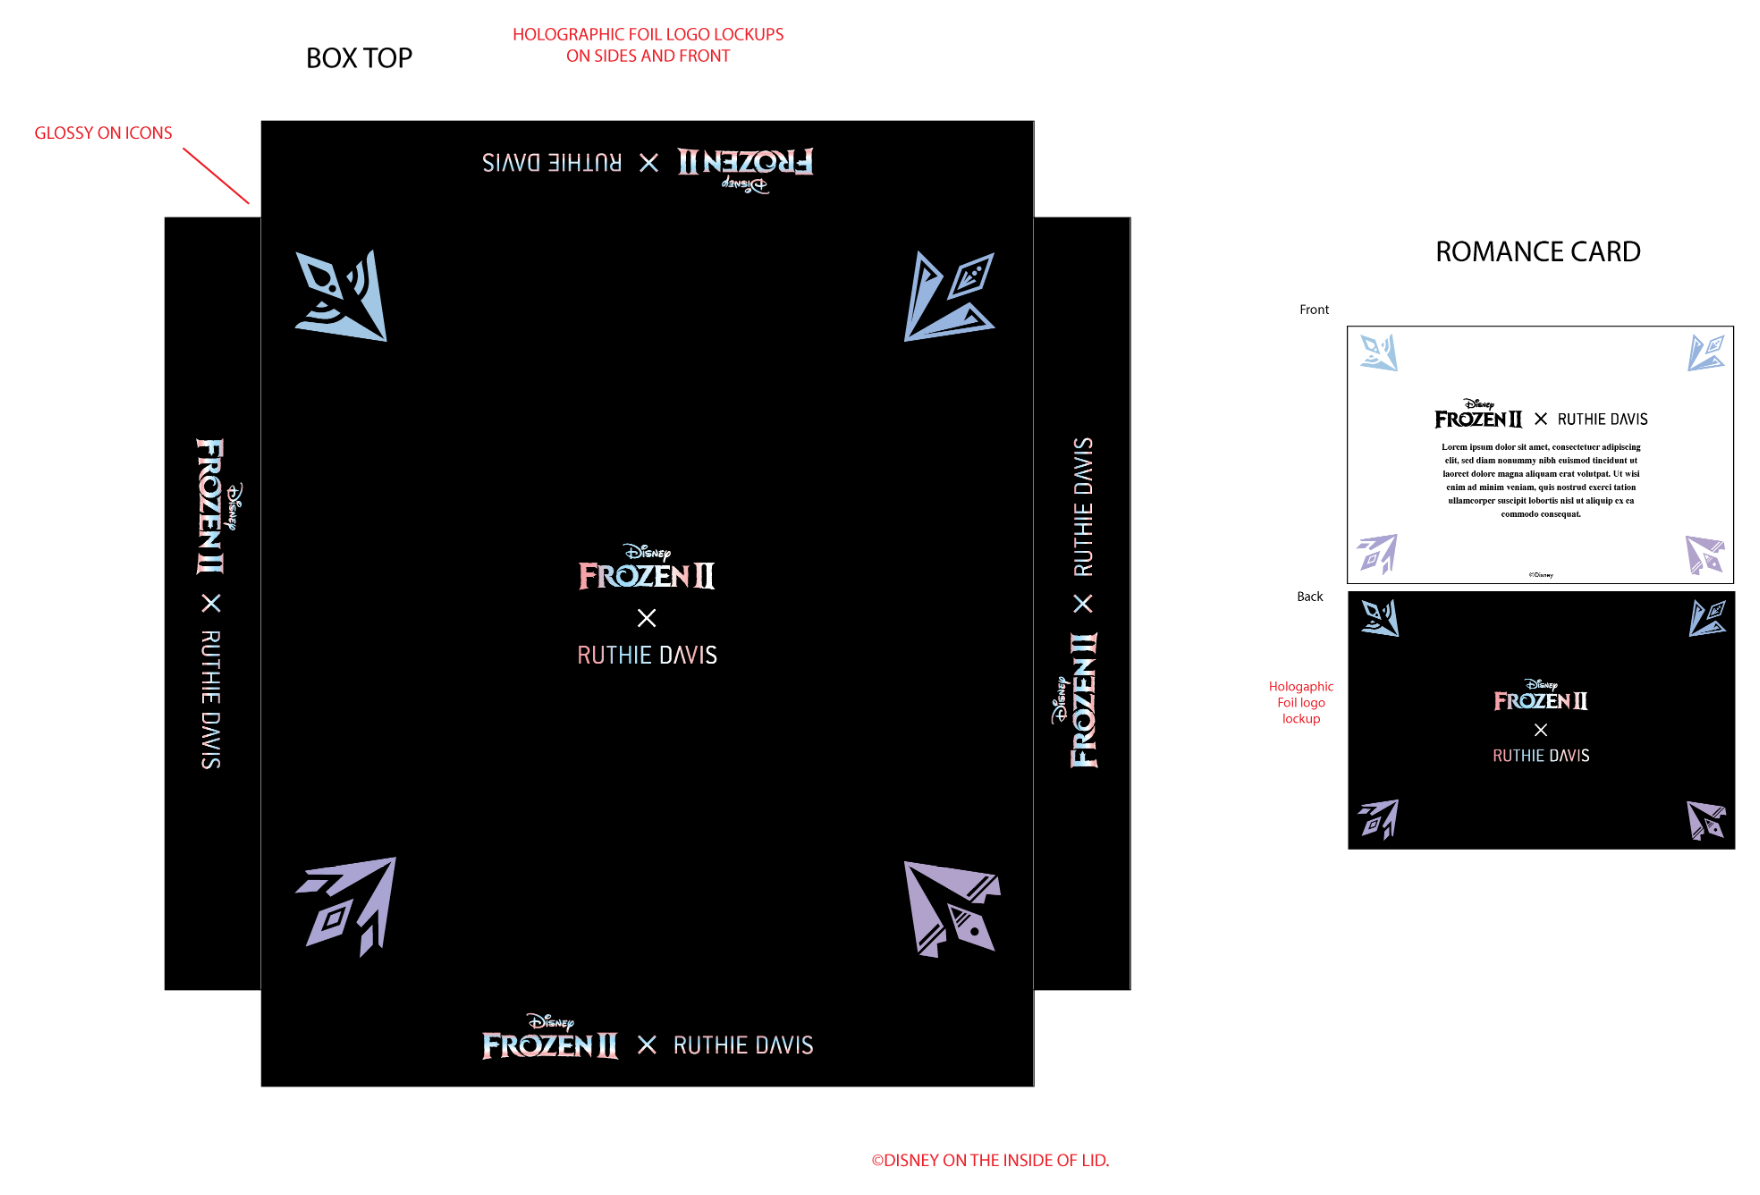 BOX TOP
HOLOGRAPHIC FOIL LOGO LOCKUPS
ON SIDES AND FRONT
GLOSSY ON ICONS
Disney
FROZEN II X RUTHIE DAVIS
Disney
FROZEN II X RUTHIE DAVIS
Disney
FROZEN II
X
RUTHIE DAVIS
Disney
FROZEN II X RUTHIE DAVIS
Disney
FROZEN II X RUTHIE DAVIS
©DISNEY ON THE INSIDE OF LID.
ROMANCE CARD
Front
Disney
FROZEN II X RUTHIE DAVIS
Lorem ipsum dolor sit amet, consectetuer adipiscing
elit, sed diam nonummy nibh euismod tincidunt ut
laoreet dolore magna aliquam erat volutpat. Ut wisi
enim ad minim veniam, quis nostrud exerci tation
ullamcorper suscipit lobortis nisl ut aliquip ex ea
commodo consequat.
©Disney
Back
Hologaphic
Foil logo
lockup
Disney
FROZEN II
X
RUTHIE DAVIS